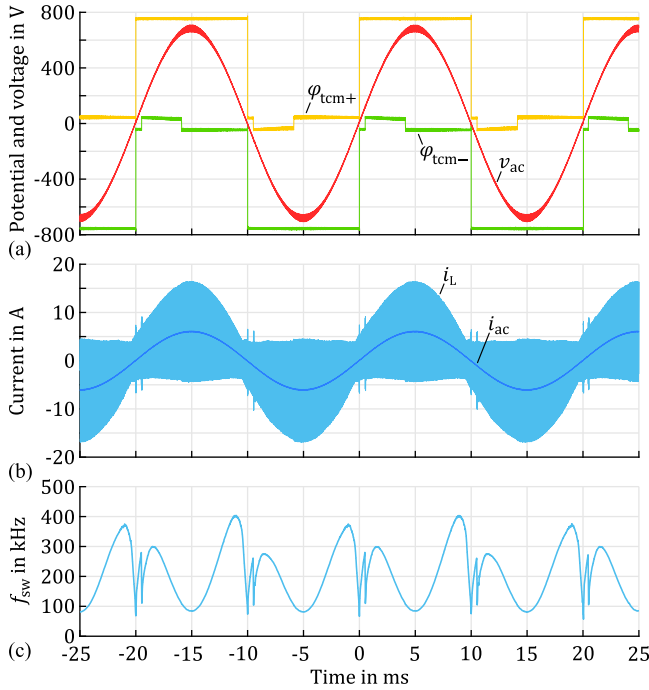 Potential and voltage in V
800
400
0
-400
-800
φtcm+
φtcm−
vac
(a)
Current in A
20
10
0
-10
-20
iL
iac
(b)
fsw in kHz
500
400
300
200
100
0
(c)
-25 -20 -15 -10 -5 0 5 10 15 20 25
Time in ms